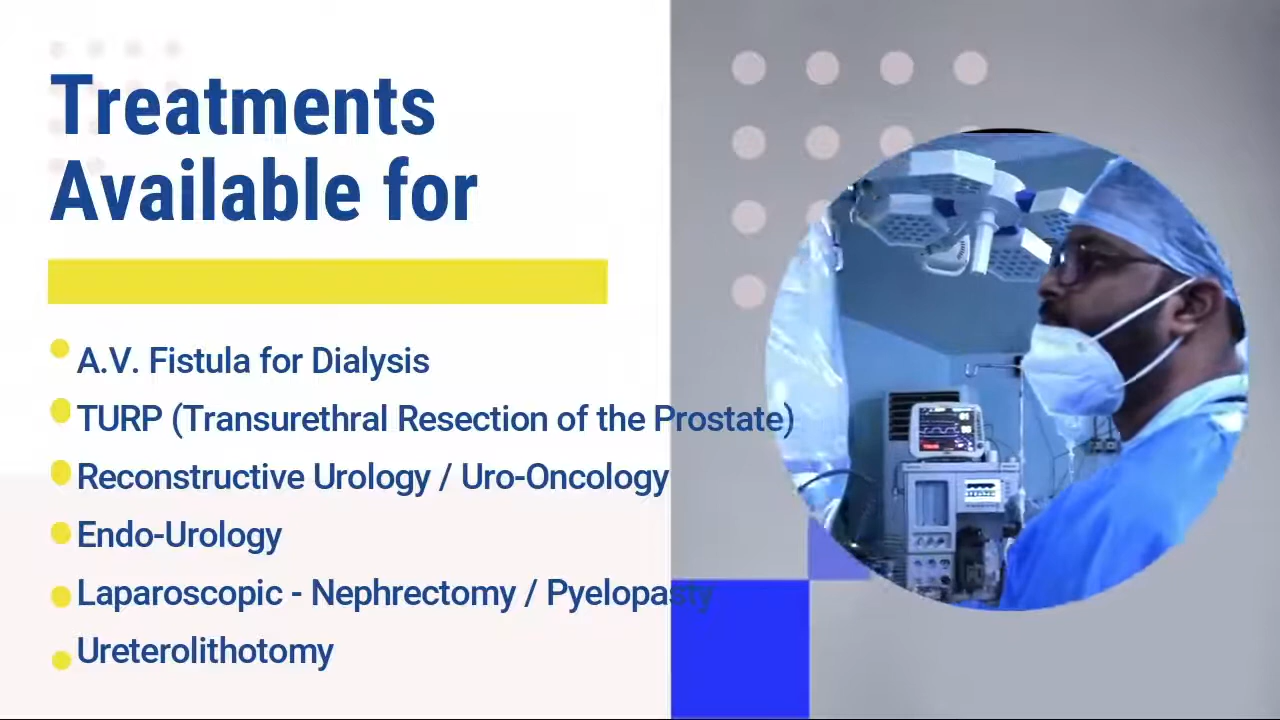 Treatments
Available for
A.V. Fistula for Dialysis
TURP (Transurethral Resection of the Prostate)
Reconstructive Urology / Uro-Oncology
Endo-Urology
Laparoscopic - Nephrectomy / Pyelopasty
Ureterolithotomy